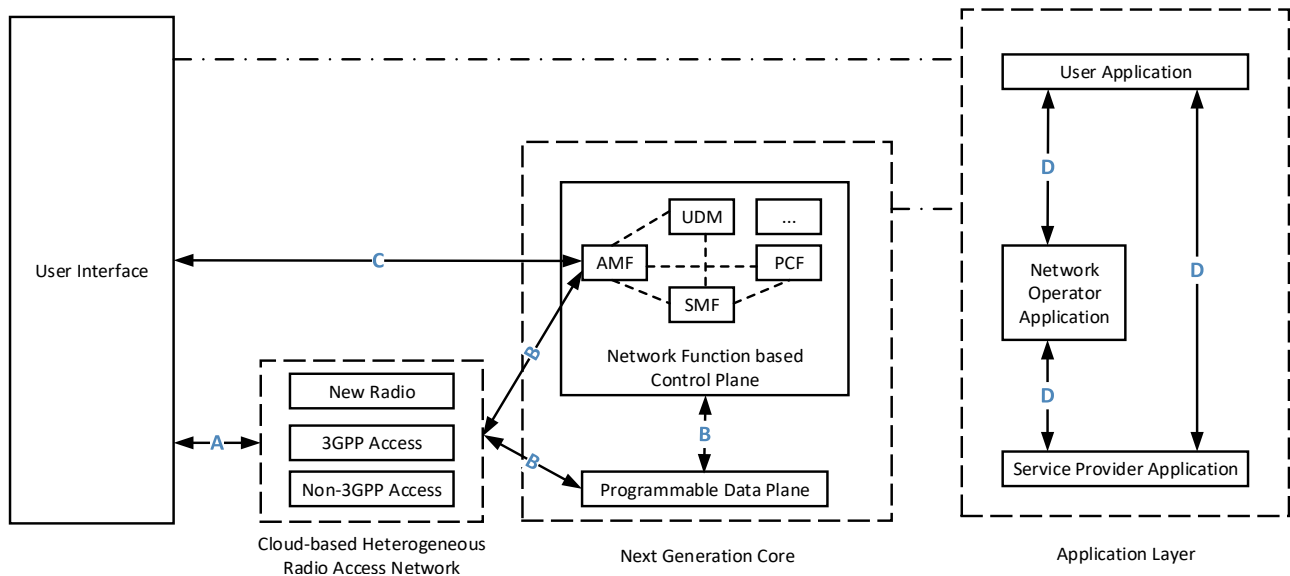 User Interface
A
C
New Radio
3GPP Access
Non-3GPP Access
Cloud-based Heterogeneous
Radio Access Network
B
B
B
UDM
...
AMF
PCF
SMF
Network Function based
Control Plane
Programmable Data Plane
Next Generation Core
User Application
D
D
D
Network
Operator
Application
Service Provider Application
Application Layer